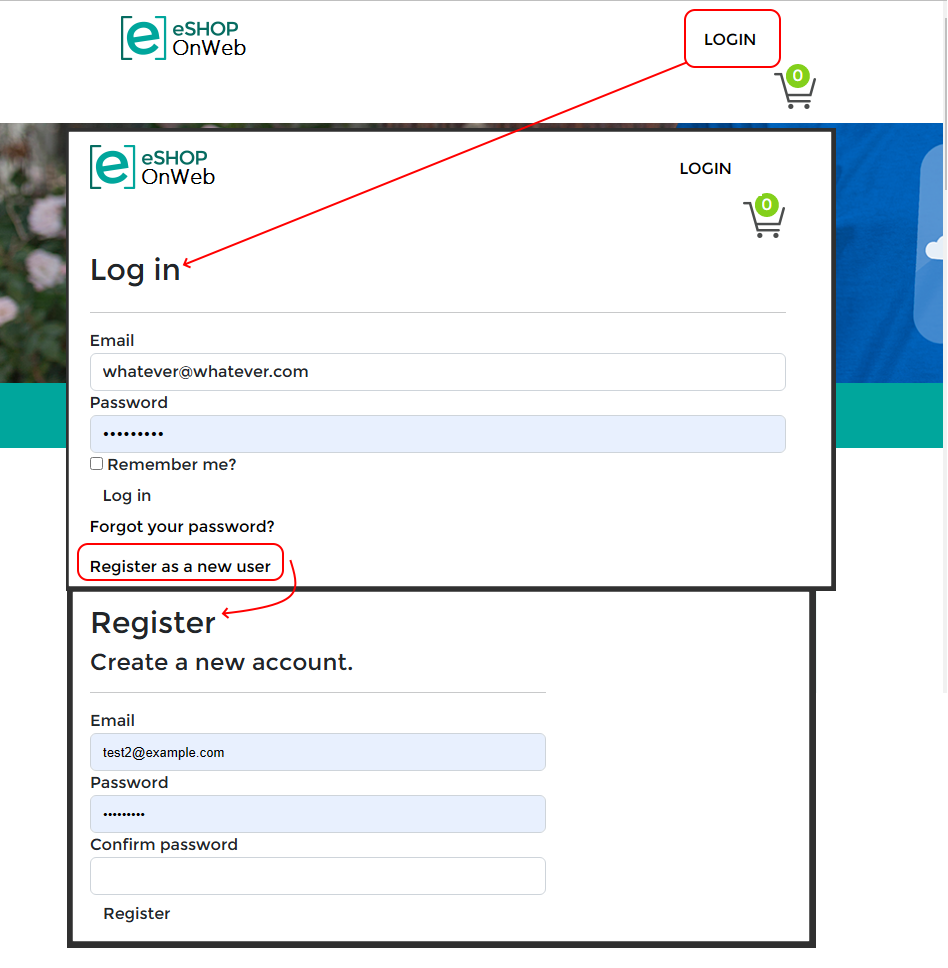 eSHOP
OnWeb
LOGIN
0
eSHOP
OnWeb
LOGIN
0
Log in
Email
whatever@whatever.com
Password
•••••••••
Remember me?
Log in
Forgot your password?
Register as a new user
Register
Create a new account.
Email
test2@example.com
Password
•••••••••
Confirm password
Register